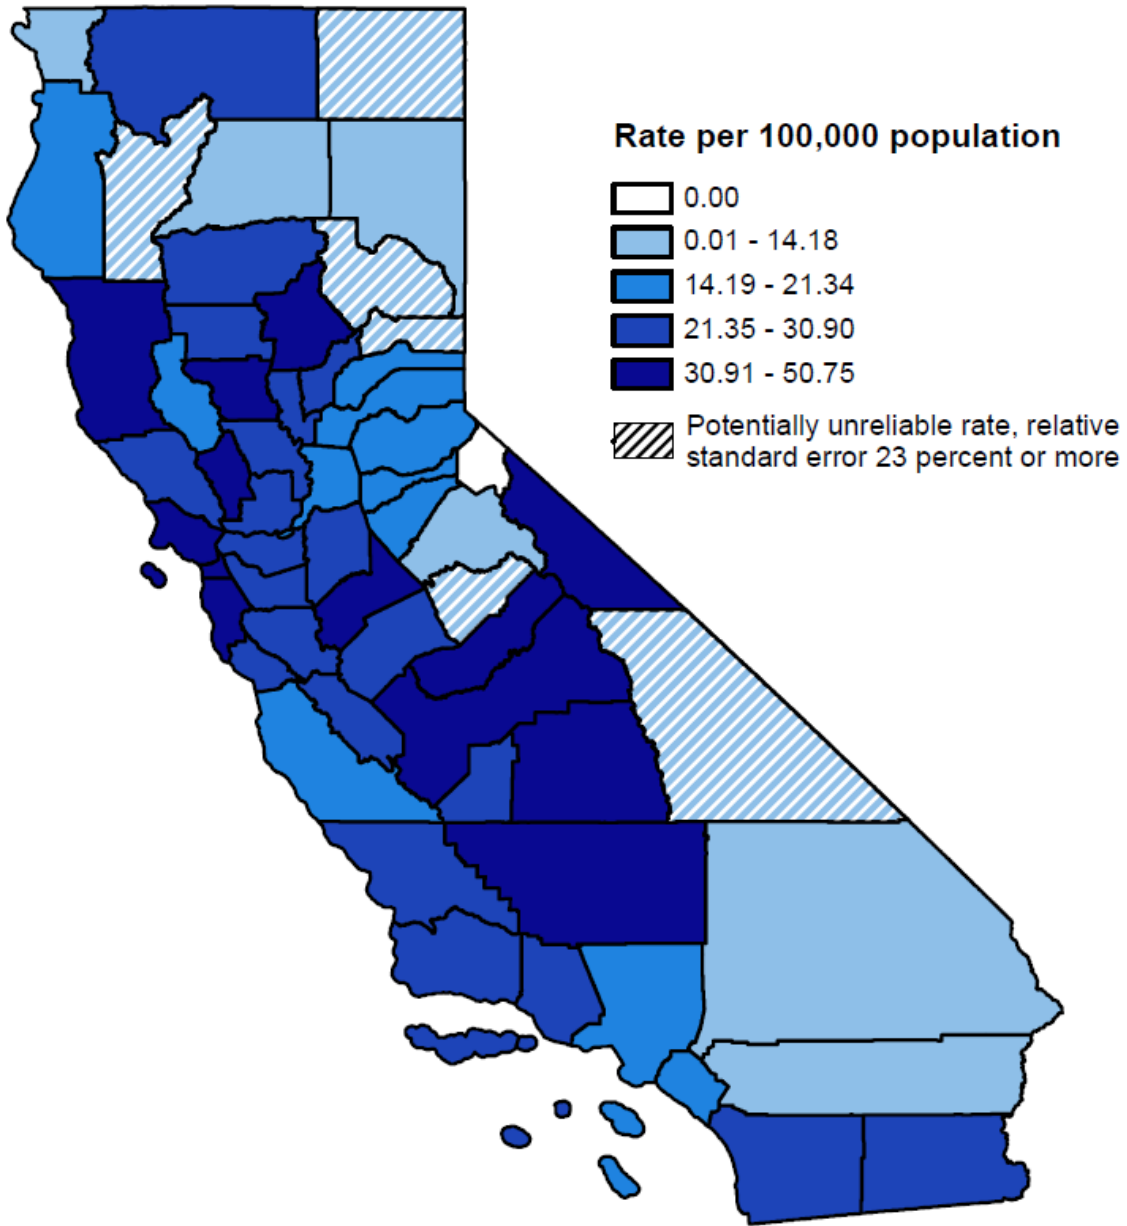 Rate per 100,000 population
0.00
0.01 - 14.18
14.19 - 21.34
21.35 - 30.90
30.91 - 50.75
Potentially unreliable rate, relative
standard error 23 percent or more